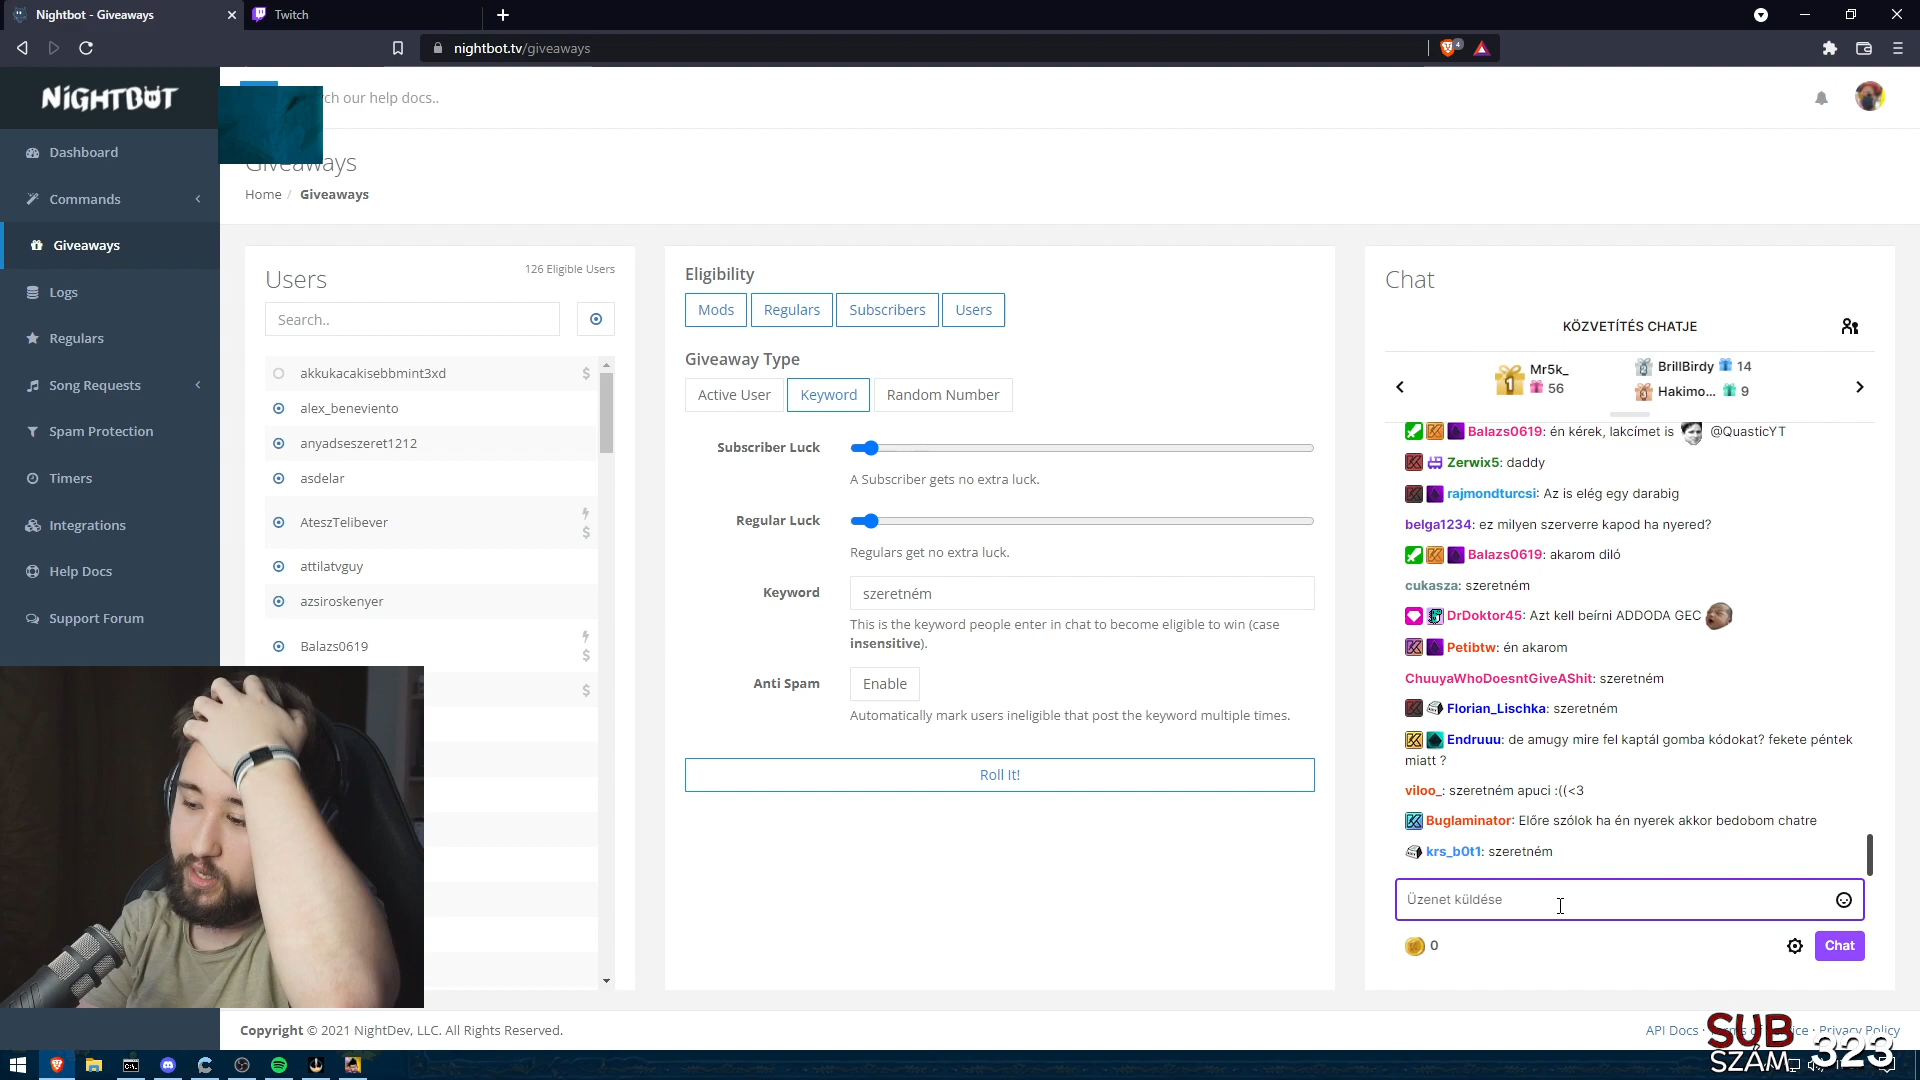 Nightbot - Giveaways
Twitch
nightbot.tv/giveaways
4
NiGHTBOT
ch our help docs..
Dashboard
Commands
Giveaways
Logs
Regulars
Song Requests
Spam Protection
Timers
Integrations
Help Docs
Support Forum
Giveaways
Home / Giveaways
Users
126 Eligible Users
Search..
akkukacakisebbmint3xd
alex_beneviento
anyadseszeret1212
asdelar
AteszTelibever
attilatvguy
azsiroskenyer
Balazs0619
Eligibility
Mods
Regulars
Subscribers
Users
Giveaway Type
Active User
Keyword
Random Number
Subscriber Luck
A Subscriber gets no extra luck.
Regular Luck
Regulars get no extra luck.
Keyword
szeretném
This is the keyword people enter in chat to become eligible to win (case
insensitive).
Anti Spam
Enable
Automatically mark users ineligible that post the keyword multiple times.
Roll It!
Chat
KÖZVETÍTÉS CHATJE
1
Mr5k_
56
BrillBirdy 14
Hakimo... 9
Balazs0619: én kérek, lakcímet is @QuasticYT
Zerwix5: daddy
rajmondturcsi: Az is elég egy darabig
belga1234: ez milyen szerverre kapod ha nyered?
Balazs0619: akarom diló
cukasza: szeretném
DrDoktor45: Azt kell beírni ADDODA GEC
Petibtw: én akarom
ChuuyaWhoDoesntGiveAShit: szeretném
Florian_Lischka: szeretném
Endruuu: de amugy mire fel kaptál gomba kódokat? fekete péntek
miatt ?
viloo_: szeretném apuci :((<3
Buglaminator: Előre szólok ha én nyerek akkor bedobom chatre
krs_b0t1: szeretném
Üzenet küldése
0
Chat
Copyright © 2021 NightDev, LLC. All Rights Reserved.
API Docs · Privacy Policy
SUB
SZÁM 323